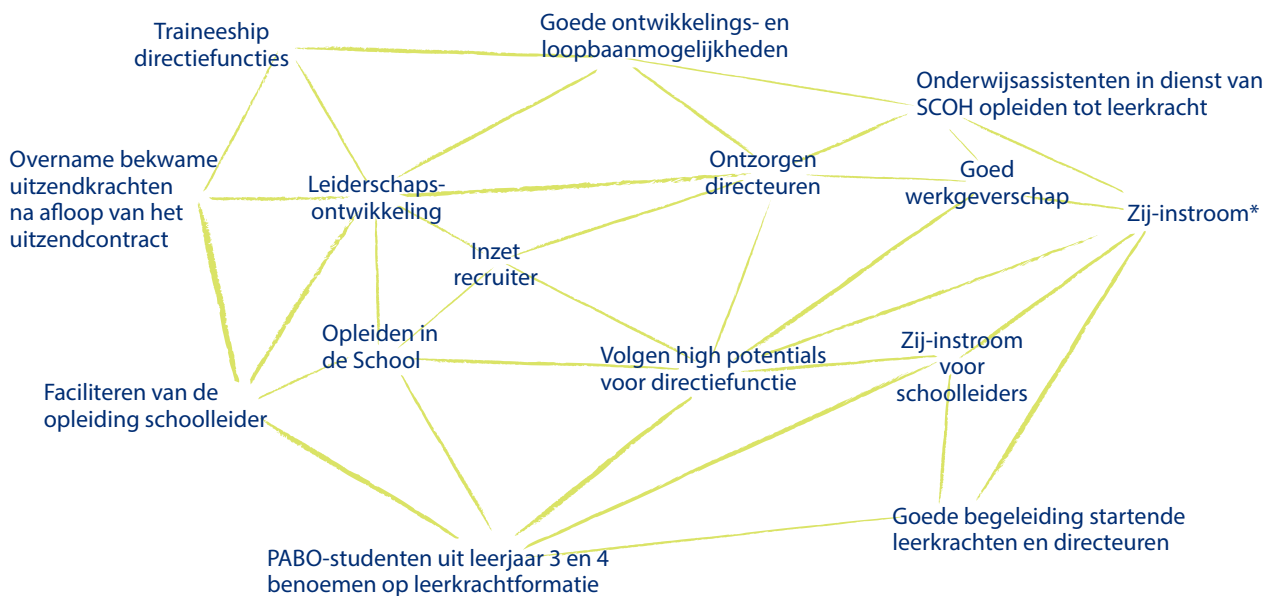 Traineeship
directiefuncties
Goede ontwikkelings- en
loopbaanmogelijkheden
Onderwijsassistenten in dienst van
SCOH opleiden tot leerkracht
Overname bekwame
uitzendkrachten
na afloop van het
uitzendcontract
Leiderschaps-
ontwikkeling
Ontzorgen
directeuren
Goed
werkgeverschap
Zij-instroom*
Inzet
recruiter
Opleiden in
de School
Volgen high potentials
voor directiefunctie
Zij-instroom
voor
schoolleiders
Faciliteren van de
opleiding schoolleider
Goede begeleiding startende
leerkrachten en directeuren
PABO-studenten uit leerjaar 3 en 4
benoemen op leerkrachtformatie